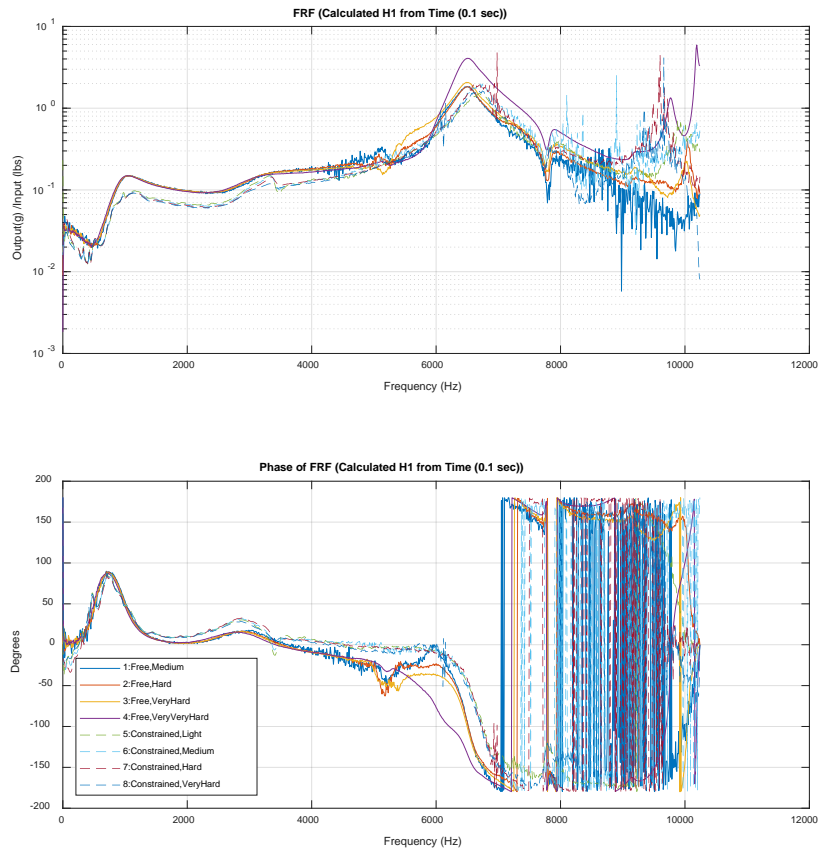 FRF (Calculated H1 from Time (0.1 sec))
10 1
10 0
10 -1
10 -2
10 -3
Output(g) /Input (lbs)
0 2000 4000 6000 8000 10000 12000
Frequency (Hz)
Phase of FRF (Calculated H1 from Time (0.1 sec))
200
150
100
50
0
-50
-100
-150
-200
Degrees
1:Free,Medium
2:Free,Hard
3:Free,VeryHard
4:Free,VeryVeryHard
5:Constrained,Light
6:Constrained,Medium
7:Constrained,Hard
8:Constrained,VeryHard
0 2000 4000 6000 8000 10000 12000
Frequency (Hz)